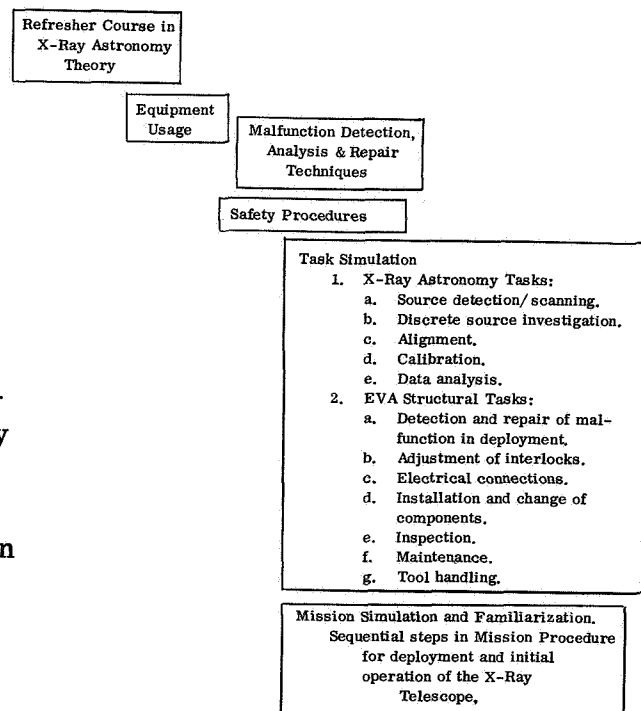 Refresher Course in
X-Ray Astronomy
Theory
Equipment
Usage
Malfunction Detection,
Analysis & Repair
Techniques
Safety Procedures
Task Simulation
1. X-Ray Astronomy Tasks:
a. Source detection/scanning.
b. Discrete source investigation.
c. Alignment.
d. Calibration.
e. Data analysis.
2. EVA Structural Tasks:
a. Detection and repair of mal-
function in deployment.
b. Adjustment of interlocks.
c. Electrical connections.
d. Installation and change of
components.
e. Inspection.
f. Maintenance.
g. Tool handling.
Mission Simulation and Familiarization.
Sequential steps in Mission Procedure
for deployment and initial
operation of the X-Ray
Telescope,